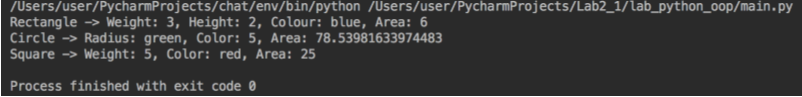 /Users/user/PycharmProjects/chat/env/bin/python /Users/user/PycharmProjects/Lab2_1/lab_python_oop/main.py
Rectangle -> Weight: 3, Height: 2, Colour: blue, Area: 6
Circle -> Radius: green, Color: 5, Area: 78.53981633974483
Square -> Weight: 5, Color: red, Area: 25
Process finished with exit code 0